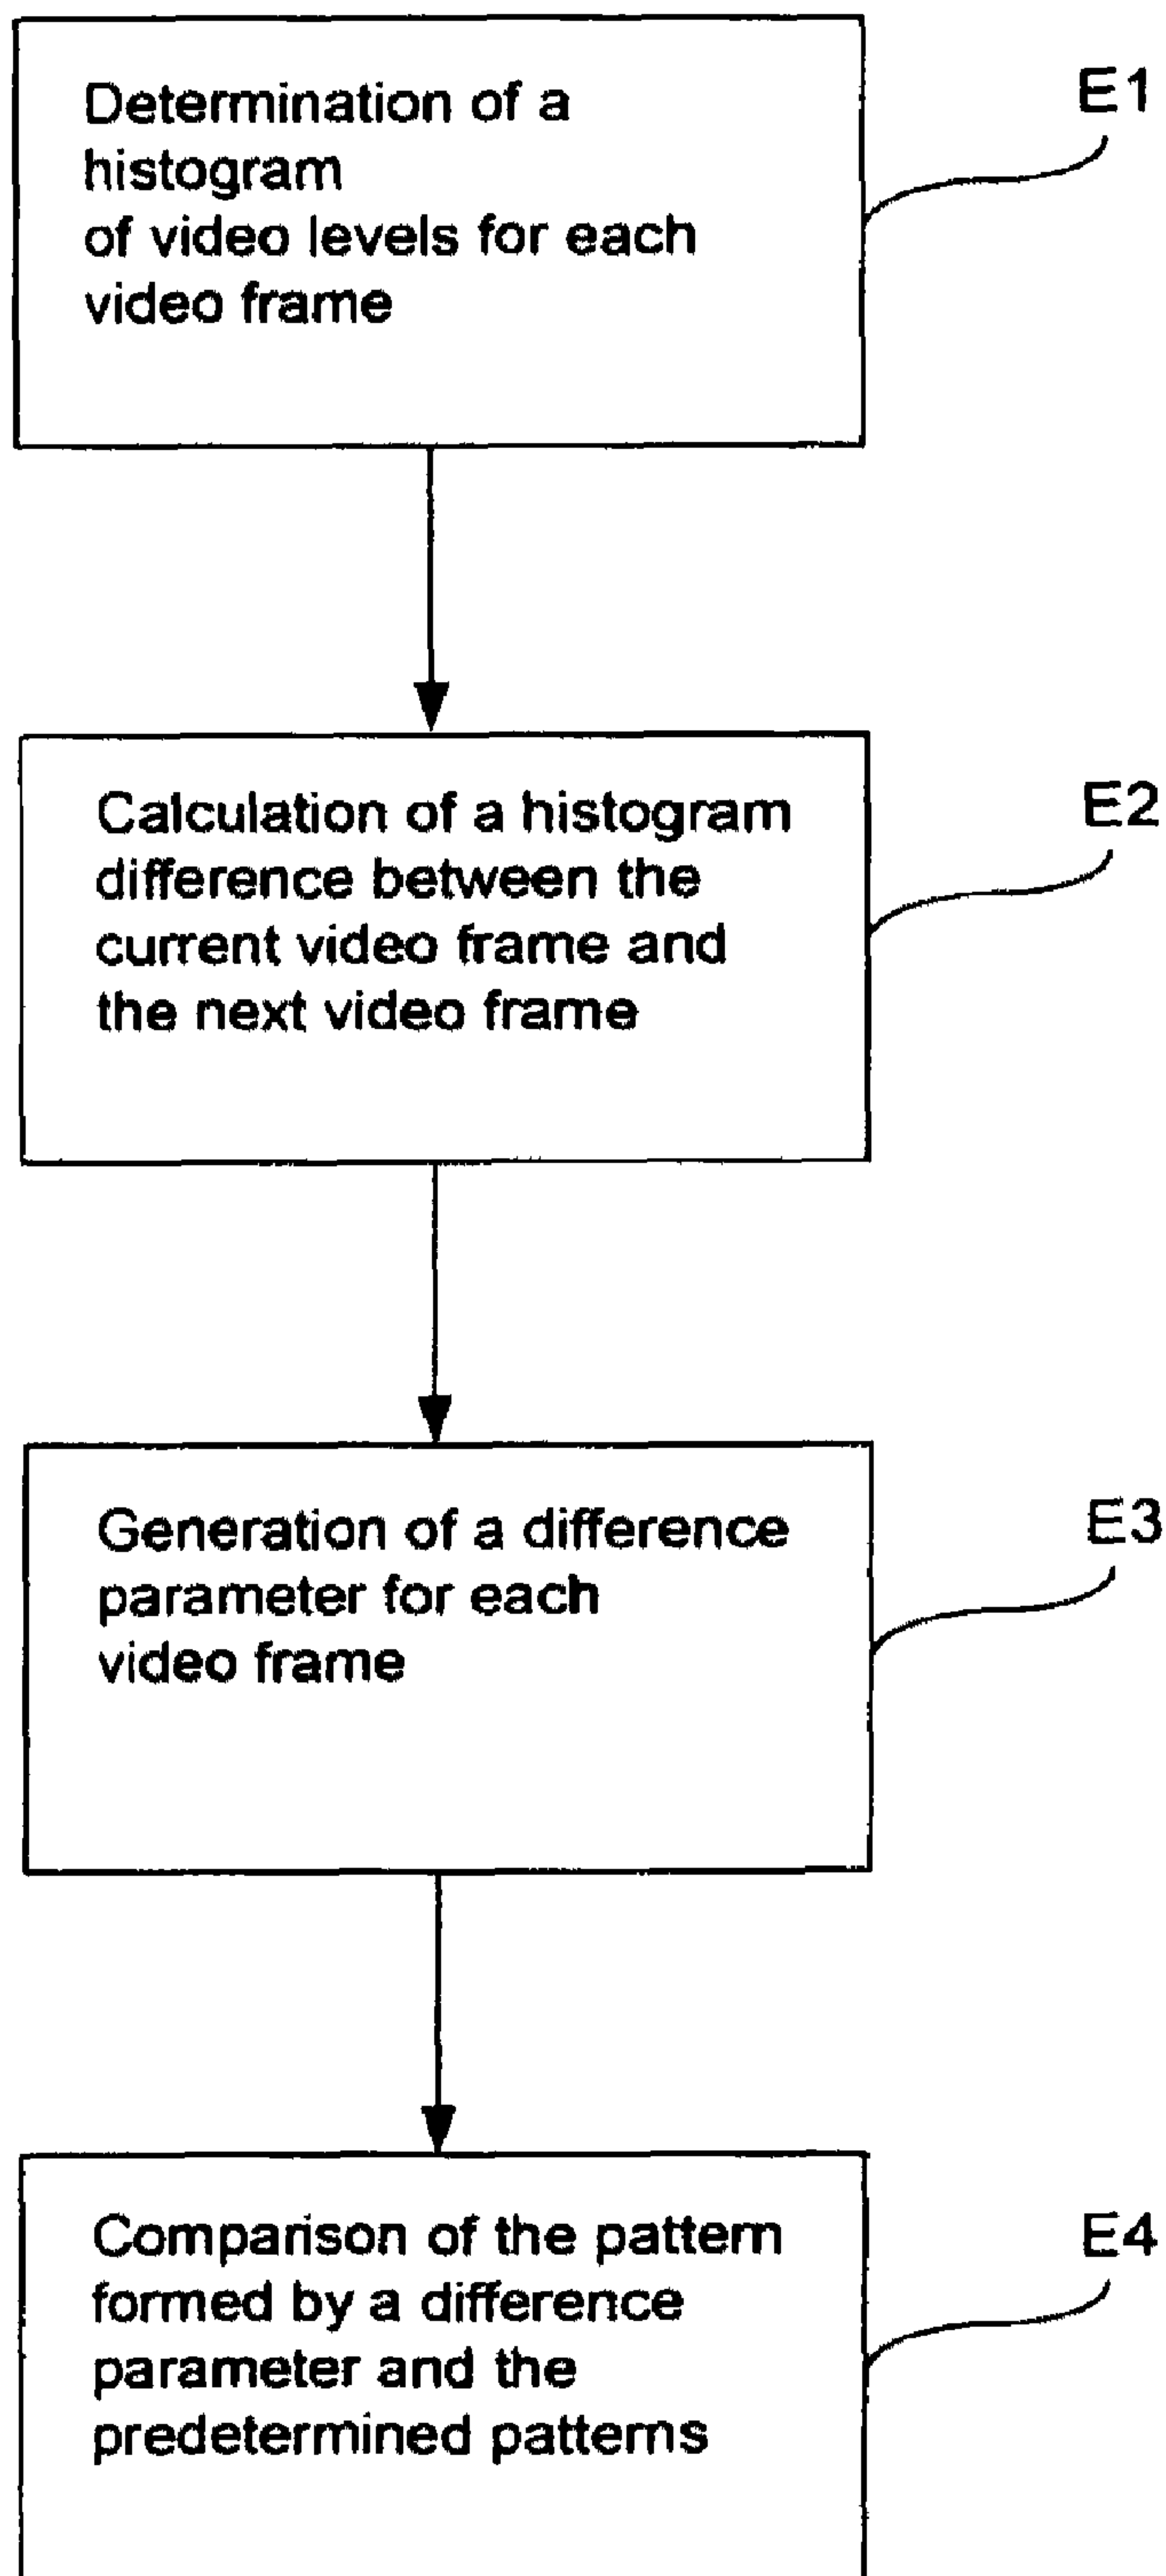 Determination of a
histogram
of video levels for each
video frame
E1
Calculation of a histogram
difference between the
current video frame and
the next video frame
E2
Generation of a difference
parameter for each
video frame
E3
Comparison of the pattern
formed by a difference
parameter and the
predetermined patterns
E4